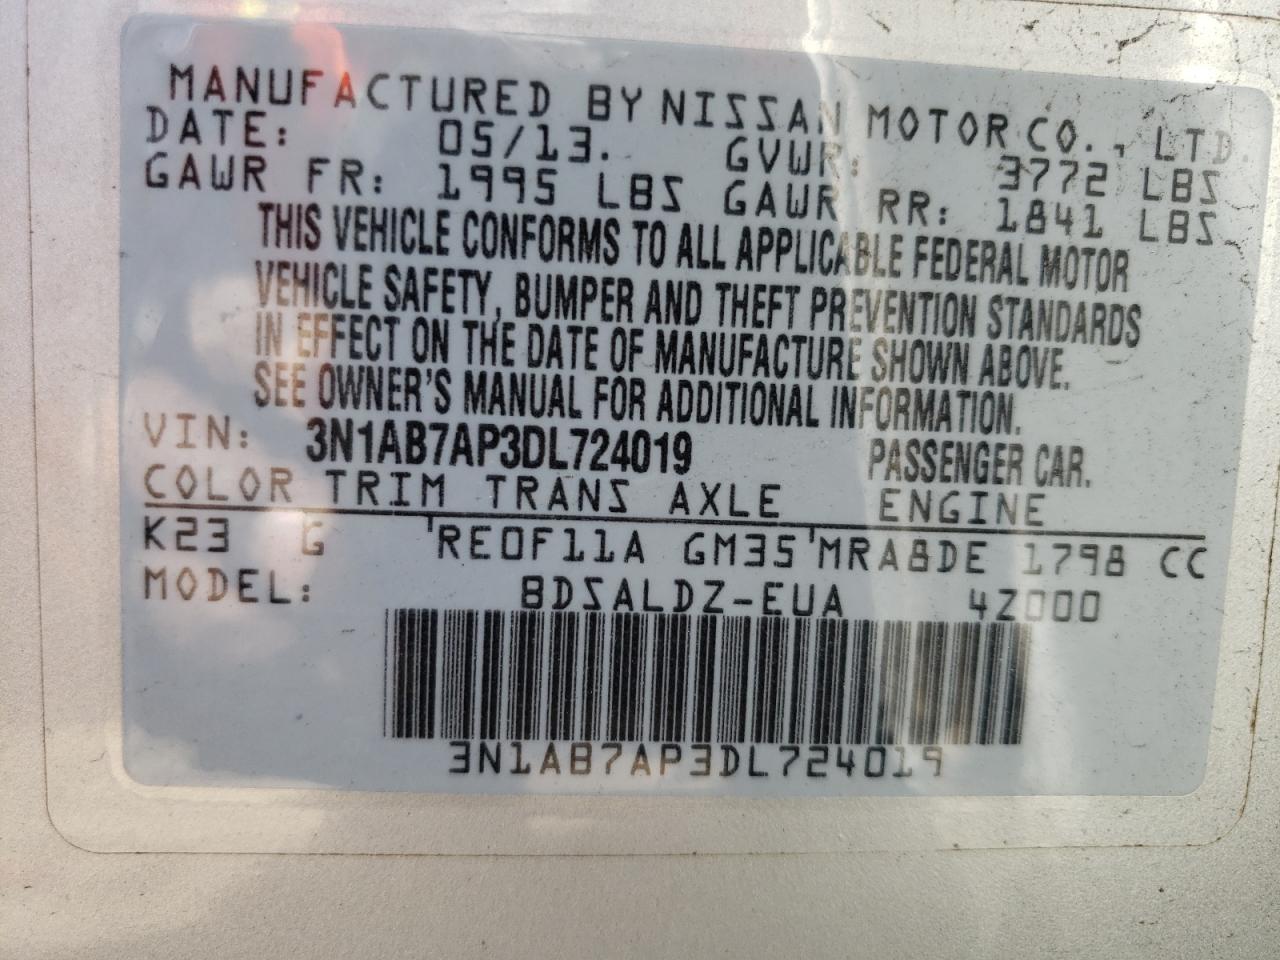 MANUFACTURED BY NISSAN MOTOR CO., LTD.
DATE: 05/13. GVWR: 3772 LBS
GAWR FR: 1995 LBS GAWR RR: 1841 LBS
THIS VEHICLE CONFORMS TO ALL APPLICABLE FEDERAL MOTOR
VEHICLE SAFETY, BUMPER AND THEFT PREVENTION STANDARDS
IN EFFECT ON THE DATE OF MANUFACTURE SHOWN ABOVE.
SEE OWNER'S MANUAL FOR ADDITIONAL INFORMATION.
VIN: 3N1AB7AP3DL724019 PASSENGER CAR.
COLOR TRIM TRANS AXLE ENGINE
K23 G 'RE0F11A GM35'MRA8DE 1798 CC
MODEL: BDSALDZ-EUA 4Z000
3N1AB7AP3DL724019